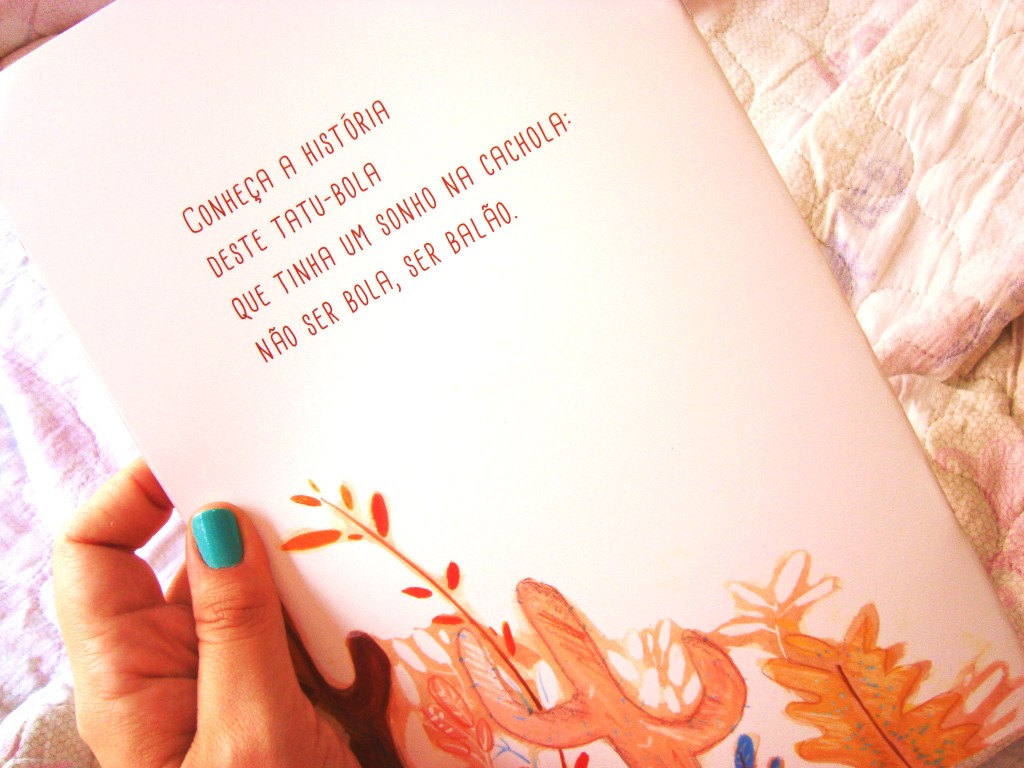 Conheça a história
deste tatu-bola
que tinha um sonho na cachola:
não ser bola, ser balão.